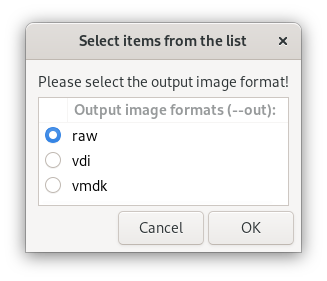 Select items from the list
Please select the output image format!
Output image formats (--out):
raw
vdi
vmdk
Cancel
OK